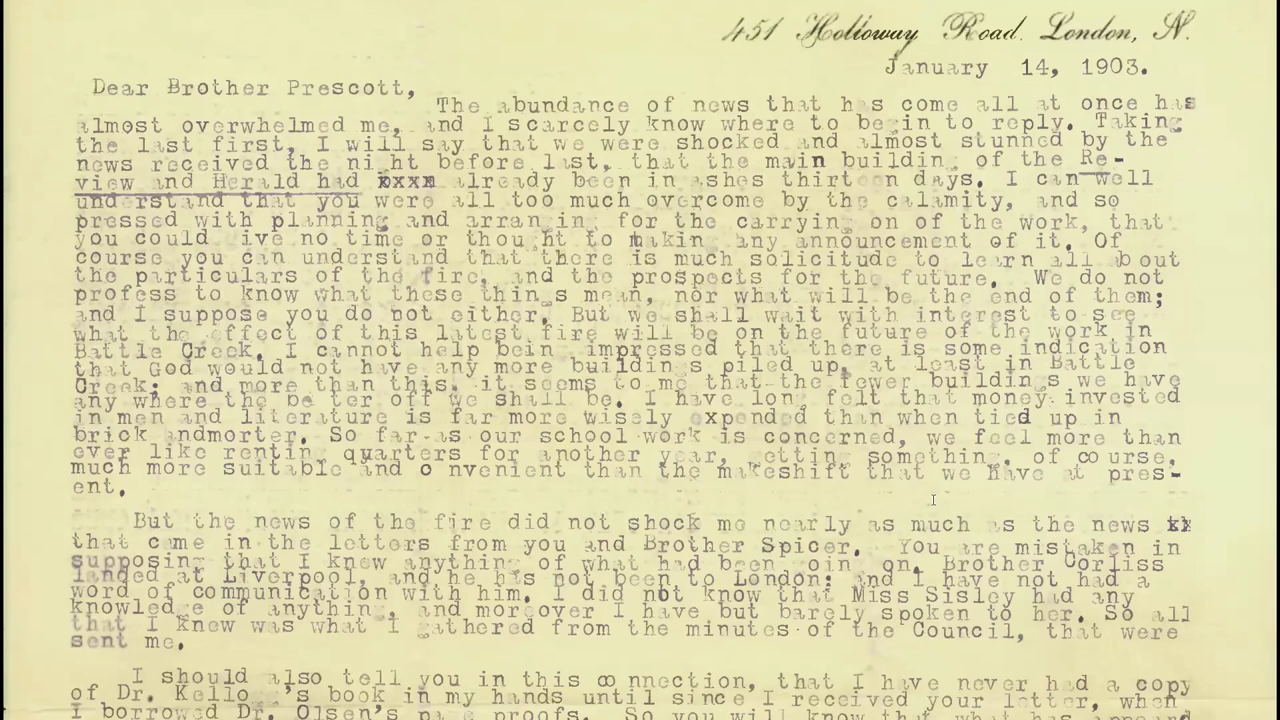 451 Holloway Road. London, N.
January 14, 1903.
Dear Brother Prescott,
The abundance of news that has come all at once has
almost overwhelmed me, and I scarcely know where to begin to reply. Taking
the last first, I will say that we were shocked and almost stunned by the
news received the night before last, that the main building of the Re-
view and Herald had xxxx already been in ashes thirteen days. I can well
understand that you were all too much overcome by the calamity, and so
pressed with planning and arranging for the carrying on of the work, that
you could give no time or thought to making any announcement of it. Of
course you can understand that there is much solicitude to learn all about
the particulars of the fire, and the prospects for the future. We do not
profess to know what these things mean, nor what will be the end of them;
and I suppose you do not either. But we shall wait with interest to see
what the effect of this latest fire will be on the future of the work in
Battle Creek. I cannot help being impressed that there is some indication
that God would not have any more buildings piled up, at least in Battle
Creek; and more than this, it seems to me that the fewer buildings we have
any where the better off we shall be. I have long felt that money invested
in men and literature is far more wisely expended than when tied up in
brick andmorter. So far as our school work is concerned, we feel more than
ever like renting quarters for another year, getting something, of course,
much more suitable and convenient than the makeshift that we have at pres-
ent.
But the news of the fire did not shock me nearly as much as the news xx
that came in the letters from you and Brother Spicer. You are mistaken in
supposing that I knew anything of what had been going on. Brother Corliss
landed at Liverpool, and he has not been to London; and I have not had a
word of communication with him. I did not know that Miss Sisley had any
knowledge of anything, and moreover I have but barely spoken to her. So all
that I knew was what I gathered from the minutes of the Council, that were
sent me.
I should also tell you in this connection, that I have never had a copy
of Dr. Kellogg's book in my hands until since I received your letter, when
I borrowed Dr. Olsen's page proofs. So you will know that what has